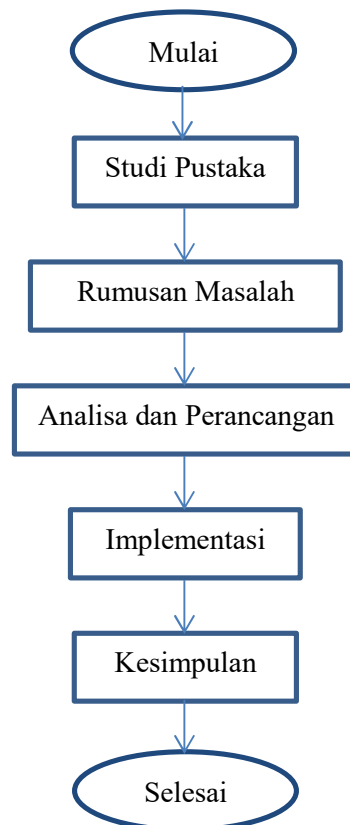 Mulai
Studi Pustaka
Rumusan Masalah
Analisa dan Perancangan
Implementasi
Kesimpulan
Selesai